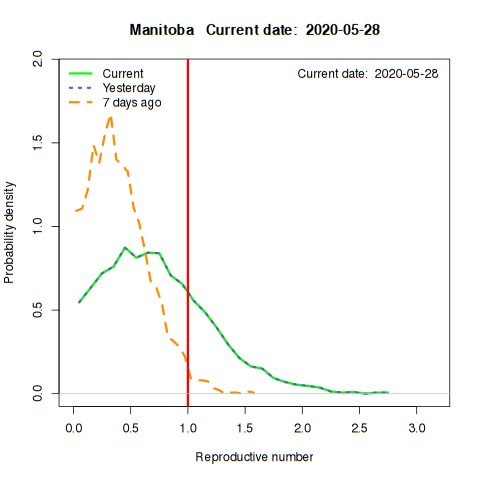 Manitoba Current date: 2020-05-28
Current date: 2020-05-28
Current
Yesterday
7 days ago
Probability density
2.0
1.5
1.0
0.5
0.0
0.0 0.5 1.0 1.5 2.0 2.5 3.0
Reproductive number